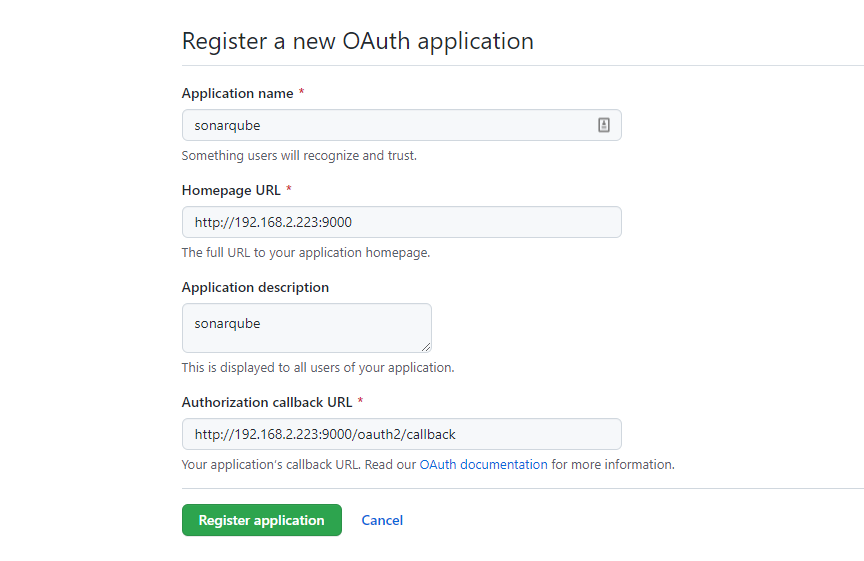 Register a new OAuth application
Application name *
sonarqube
Something users will recognize and trust.
Homepage URL *
http://192.168.2.223:9000
The full URL to your application homepage.
Application description
sonarqube
This is displayed to all users of your application.
Authorization callback URL *
http://192.168.2.223:9000/oauth2/callback
Your application's callback URL. Read our OAuth documentation for more information.
Register application Cancel